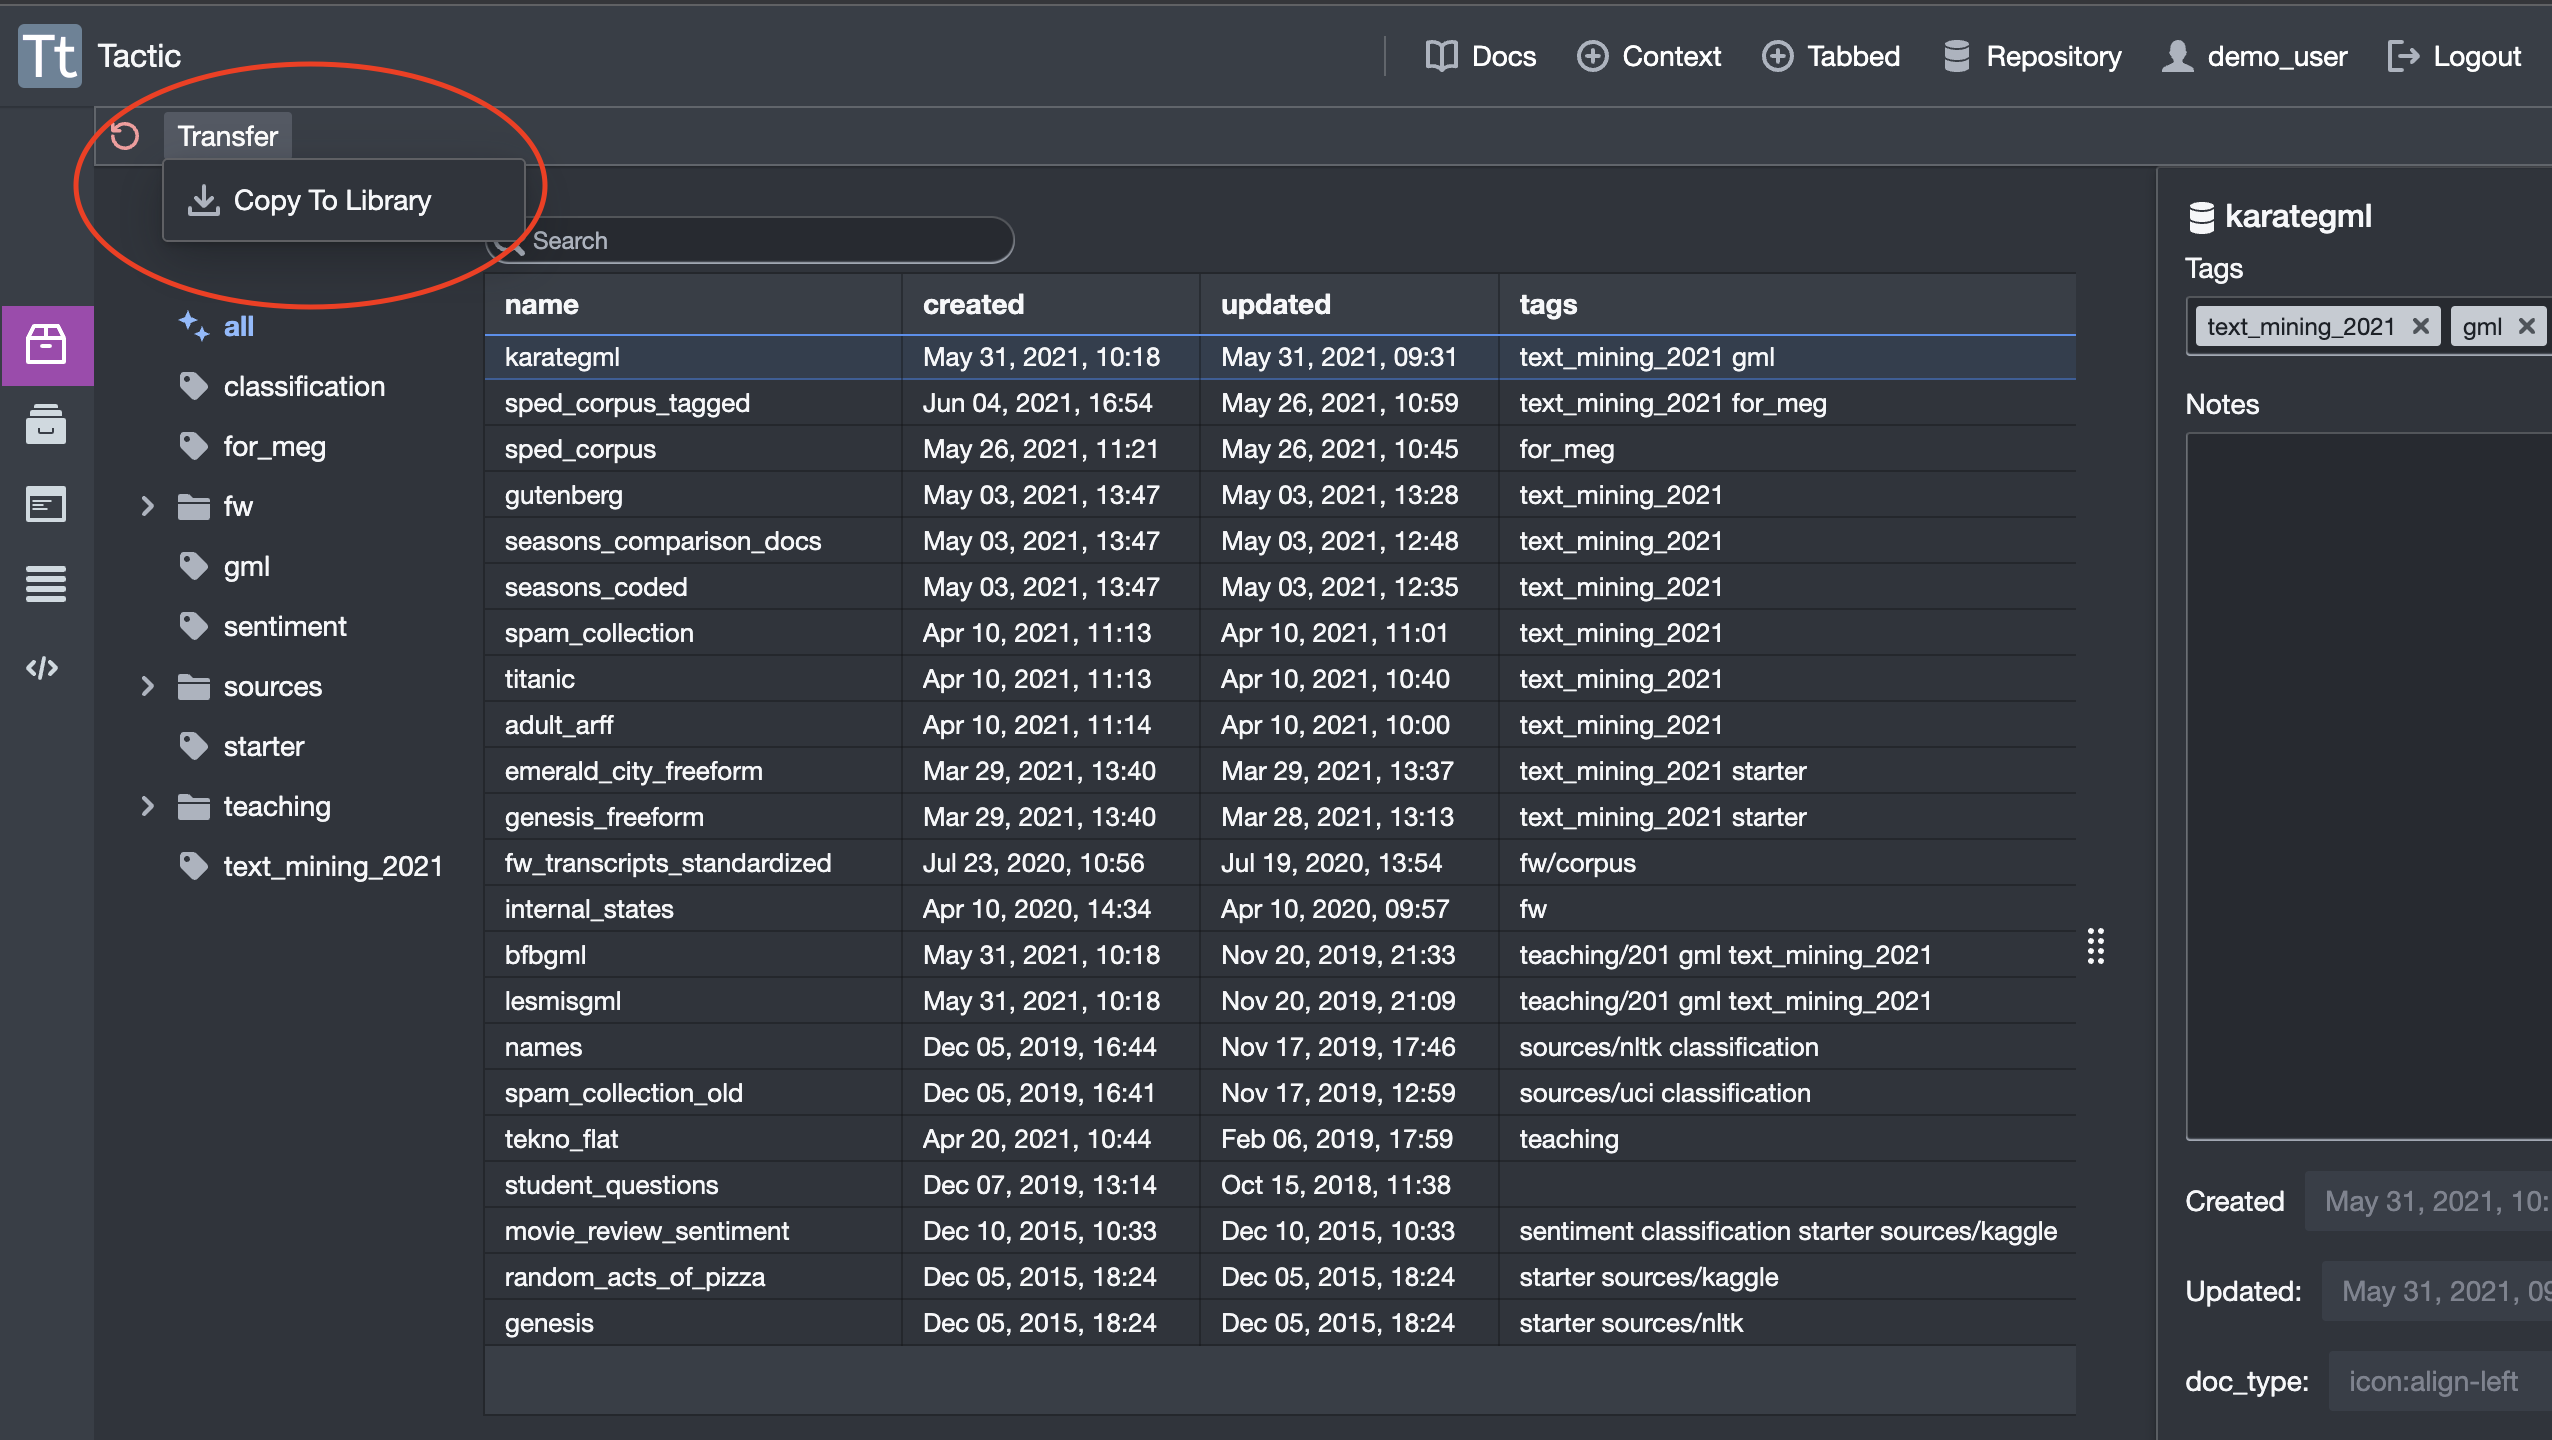 Tt Tactic Docs Context Tabbed Repository demo_user Logout
Transfer
Copy To Library
Search
all
classification
for_meg
fw
gml
sentiment
sources
starter
teaching
text_mining_2021
name created updated tags
karategml May 31, 2021, 10:18 May 31, 2021, 09:31 text_mining_2021 gml
sped_corpus_tagged Jun 04, 2021, 16:54 May 26, 2021, 10:59 text_mining_2021 for_meg
sped_corpus May 26, 2021, 11:21 May 26, 2021, 10:45 for_meg
gutenberg May 03, 2021, 13:47 May 03, 2021, 13:28 text_mining_2021
seasons_comparison_docs May 03, 2021, 13:47 May 03, 2021, 12:48 text_mining_2021
seasons_coded May 03, 2021, 13:47 May 03, 2021, 12:35 text_mining_2021
spam_collection Apr 10, 2021, 11:13 Apr 10, 2021, 11:01 text_mining_2021
titanic Apr 10, 2021, 11:13 Apr 10, 2021, 10:40 text_mining_2021
adult_arff Apr 10, 2021, 11:14 Apr 10, 2021, 10:00 text_mining_2021
emerald_city_freeform Mar 29, 2021, 13:40 Mar 29, 2021, 13:37 text_mining_2021 starter
genesis_freeform Mar 29, 2021, 13:40 Mar 28, 2021, 13:13 text_mining_2021 starter
fw_transcripts_standardized Jul 23, 2020, 10:56 Jul 19, 2020, 13:54 fw/corpus
internal_states Apr 10, 2020, 14:34 Apr 10, 2020, 09:57 fw
bfbgml May 31, 2021, 10:18 Nov 20, 2019, 21:33 teaching/201 gml text_mining_2021
lesmisgml May 31, 2021, 10:18 Nov 20, 2019, 21:09 teaching/201 gml text_mining_2021
names Dec 05, 2019, 16:44 Nov 17, 2019, 17:46 sources/nltk classification
spam_collection_old Dec 05, 2019, 16:41 Nov 17, 2019, 12:59 sources/uci classification
tekno_flat Apr 20, 2021, 10:44 Feb 06, 2019, 17:59 teaching
student_questions Dec 07, 2019, 13:14 Oct 15, 2018, 11:38
movie_review_sentiment Dec 10, 2015, 10:33 Dec 10, 2015, 10:33 sentiment classification starter sources/kaggle
random_acts_of_pizza Dec 05, 2015, 18:24 Dec 05, 2015, 18:24 starter sources/kaggle
genesis Dec 05, 2015, 18:24 Dec 05, 2015, 18:24 starter sources/nltk
karategml
Tags
text_mining_2021 gml
Notes
Created May 31, 2021, 10:
Updated: May 31, 2021, 09
doc_type: icon:align-left